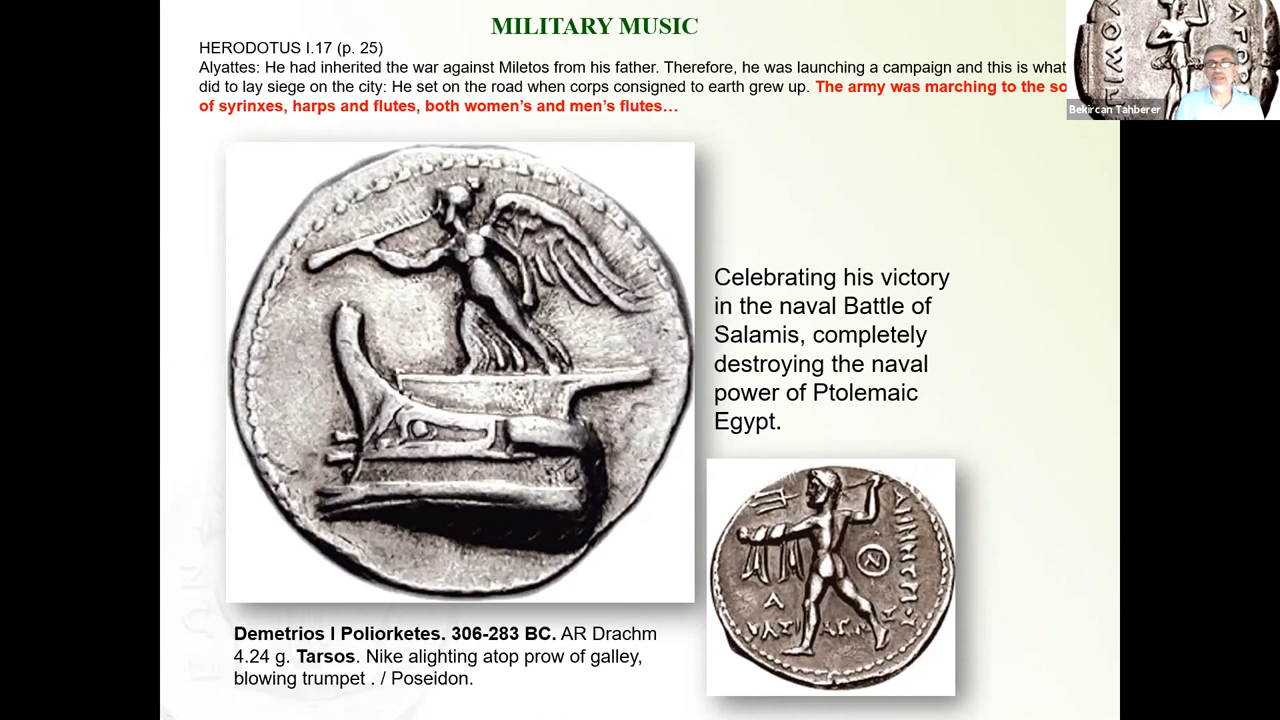 MILITARY MUSIC
HERODOTUS I.17 (p. 25)
Alyattes: He had inherited the war against Miletos from his father. Therefore, he was launching a campaign and this is what
did to lay siege on the city: He set on the road when corps consigned to earth grew up. The army was marching to the so
of syrinxes, harps and flutes, both women’s and men’s flutes…
Bekircan Tahberer
Celebrating his victory
in the naval Battle of
Salamis, completely
destroying the naval
power of Ptolemaic
Egypt.
Demetrios I Poliorketes. 306-283 BC. AR Drachm
4.24 g. Tarsos. Nike alighting atop prow of galley,
blowing trumpet . / Poseidon.